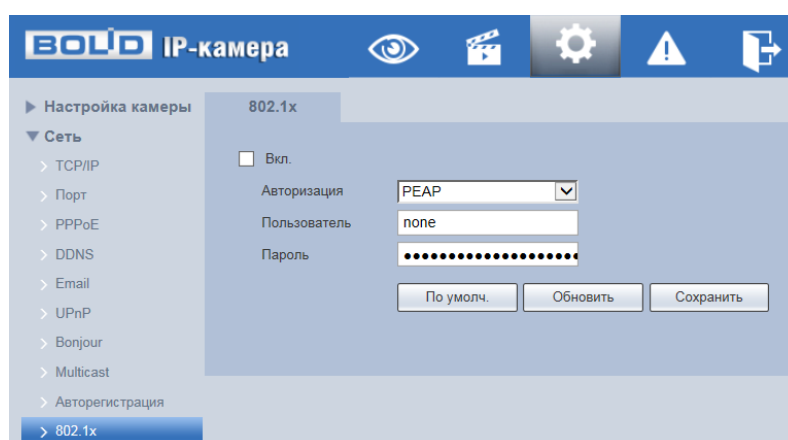 BOLID IP-камера
Настройка камеры
802.1x
Сеть
TCP/IP
Порт
PPPoE
DDNS
Email
UPnP
Bonjour
Multicast
Авторегистрация
802.1x
Вкл.
Авторизация PEAP
Пользователь none
Пароль ••••••••••••••••••••
По умолч. Обновить Сохранить